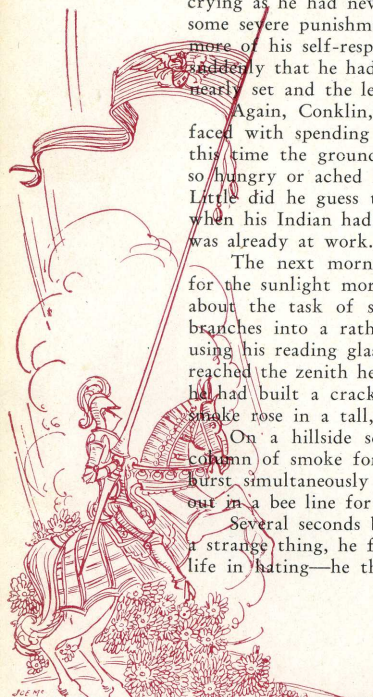 crying as he had nev
some severe punishm
more of his self-resp
suddenly that he had
nearly set and the le
Again, Conklin,
faced with spending
this time the ground
so hungry or ached
Little did he guess t
when his Indian had
was already at work.
The next morn
for the sunlight mor
about the task of s
branches into a rath
using his reading glas
reached the zenith he
he had built a crack
smoke rose in a tall,
On a hillside so
column of smoke for
burst simultaneously
out in a bee line for
Several seconds b
a strange thing, he f
life in hating—he th
JOE Mc